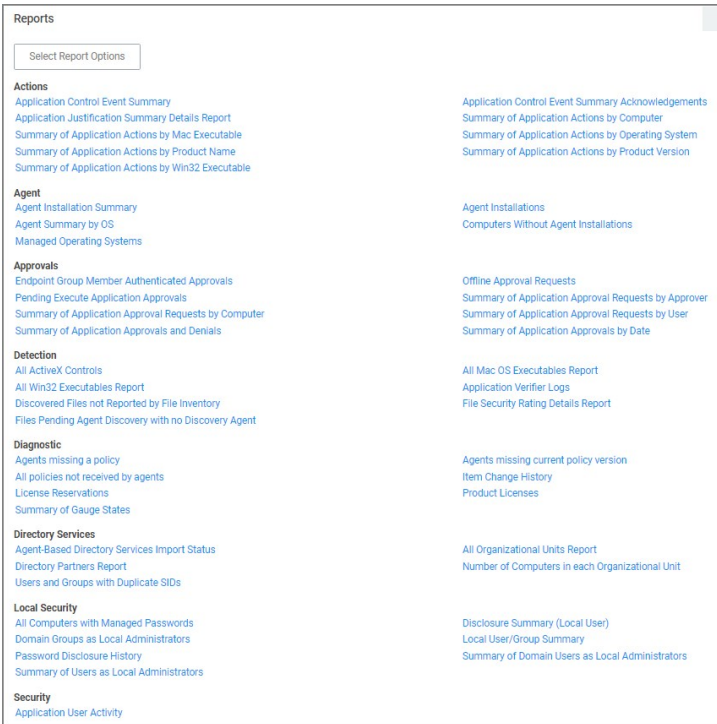 Reports
Select Report Options
Actions
Application Control Event Summary
Application Control Event Summary Acknowledgements
Application Justification Summary Details Report
Summary of Application Actions by Computer
Summary of Application Actions by Mac Executable
Summary of Application Actions by Operating System
Summary of Application Actions by Product Name
Summary of Application Actions by Product Version
Summary of Application Actions by Win32 Executable
Agent
Agent Installation Summary
Agent Installations
Agent Summary by OS
Computers Without Agent Installations
Managed Operating Systems
Approvals
Endpoint Group Member Authenticated Approvals
Offline Approval Requests
Pending Execute Application Approvals
Summary of Application Approval Requests by Approver
Summary of Application Approval Requests by Computer
Summary of Application Approval Requests by User
Summary of Application Approvals and Denials
Summary of Application Approvals by Date
Detection
All ActiveX Controls
All Mac OS Executables Report
All Win32 Executables Report
Application Verifier Logs
Discovered Files not Reported by File Inventory
File Security Rating Details Report
Files Pending Agent Discovery with no Discovery Agent
Diagnostic
Agents missing a policy
Agents missing current policy version
All policies not received by agents
Item Change History
License Reservations
Product Licenses
Summary of Gauge States
Directory Services
Agent-Based Directory Services Import Status
All Organizational Units Report
Directory Partners Report
Number of Computers in each Organizational Unit
Users and Groups with Duplicate SIDs
Local Security
All Computers with Managed Passwords
Disclosure Summary (Local User)
Domain Groups as Local Administrators
Local User/Group Summary
Password Disclosure History
Summary of Domain Users as Local Administrators
Summary of Users as Local Administrators
Security
Application User Activity